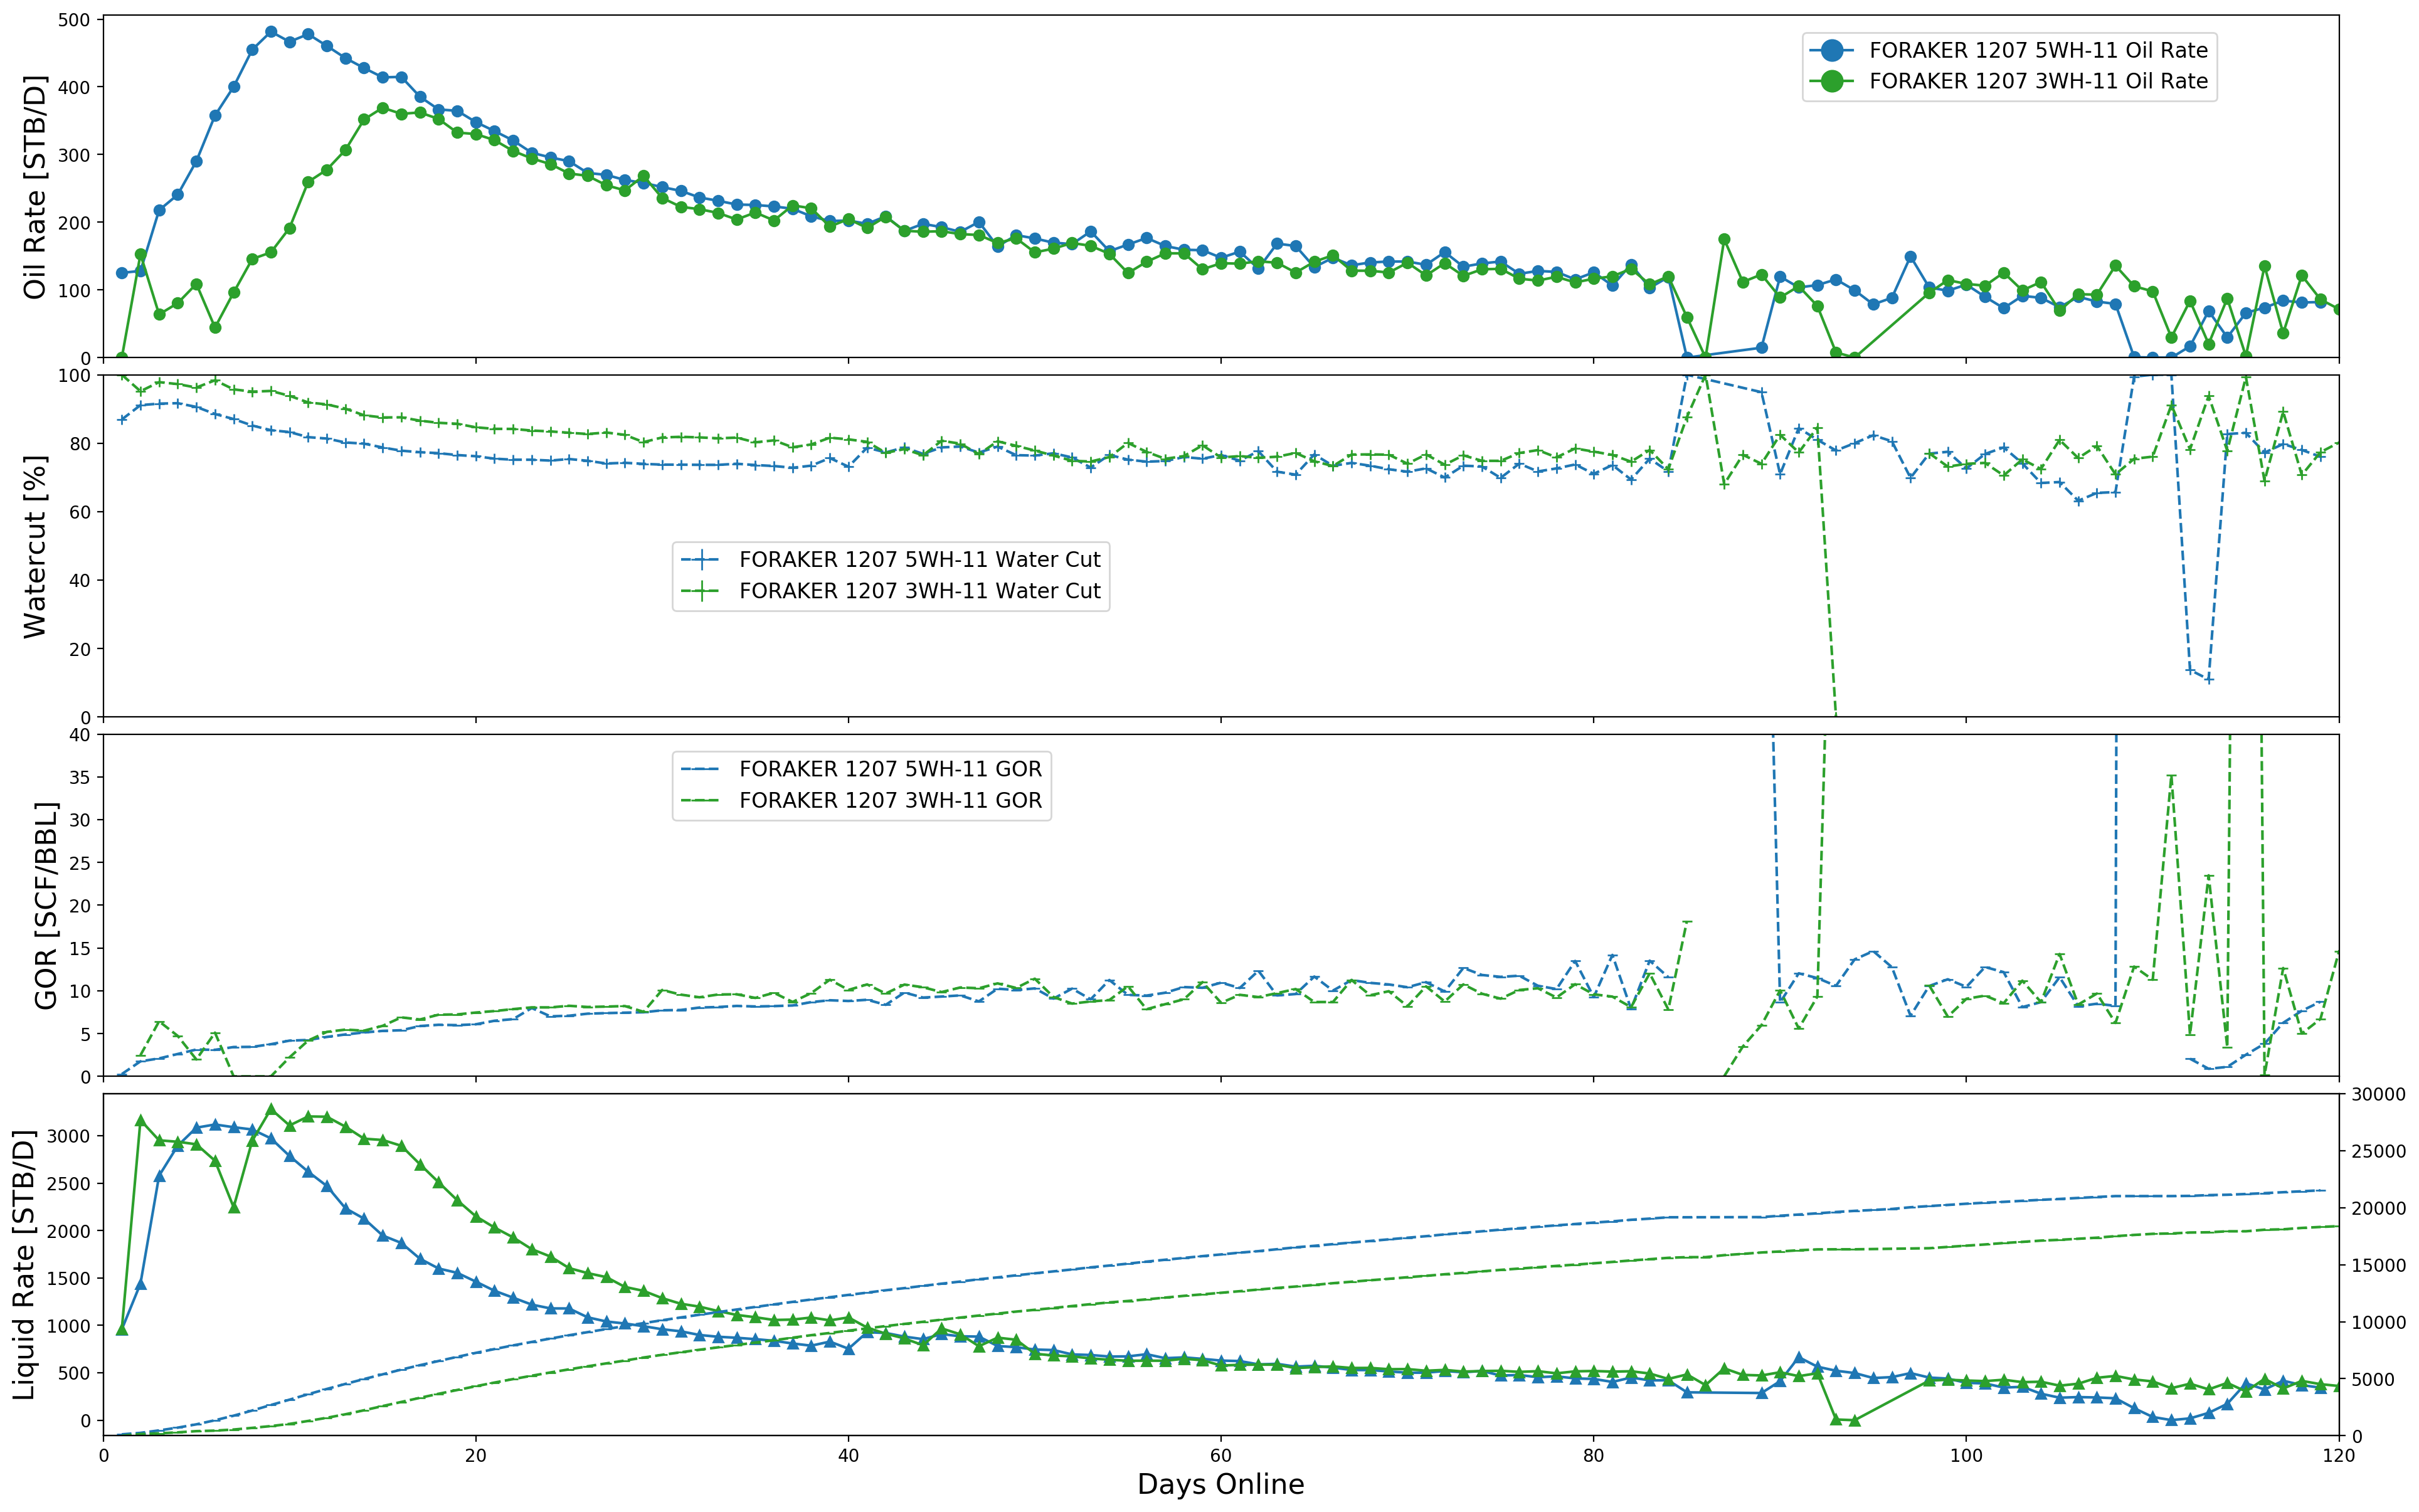 500
400
300
200
100
0
Oil Rate [STB/D]
FORAKER 1207 5WH-11 Oil Rate
FORAKER 1207 3WH-11 Oil Rate
100
80
60
40
20
0
Watercut [%]
FORAKER 1207 5WH-11 Water Cut
FORAKER 1207 3WH-11 Water Cut
40
35
30
25
20
15
10
5
0
GOR [SCF/BBL]
FORAKER 1207 5WH-11 GOR
FORAKER 1207 3WH-11 GOR
3000
2500
2000
1500
1000
500
0
Liquid Rate [STB/D]
30000
25000
20000
15000
10000
5000
0
0 20 40 60 80 100 120
Days Online